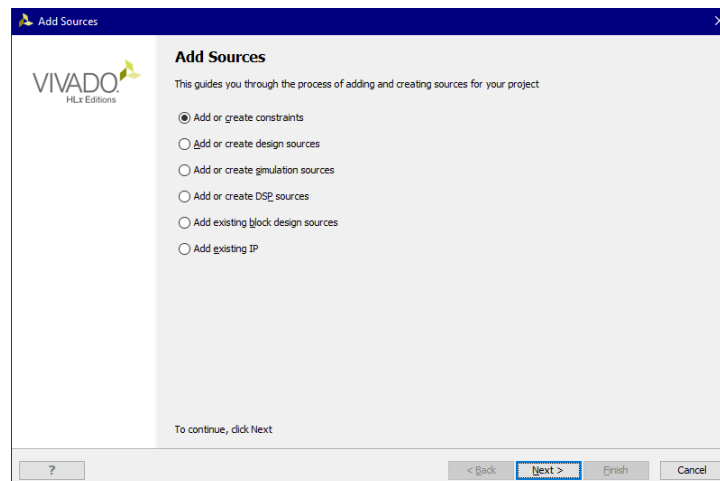 Add Sources
VIVADO.
HLx Editions
Add Sources
This guides you through the process of adding and creating sources for your project
Add or create constraints
Add or create design sources
Add or create simulation sources
Add or create DSP sources
Add existing block design sources
Add existing IP
To continue, click Next
?
< Back
Next >
Finish
Cancel